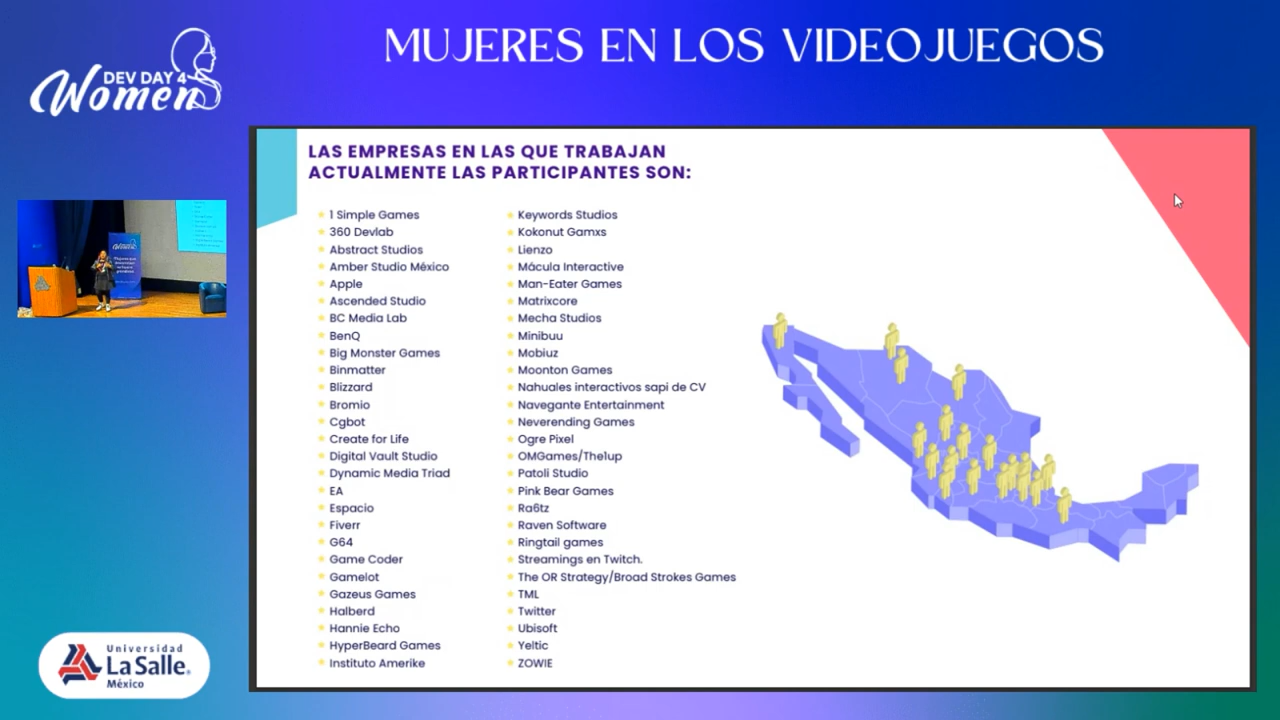 DEV DAY 4
Women
MUJERES EN LOS VIDEOJUEGOS
LAS EMPRESAS EN LAS QUE TRABAJAN
ACTUALMENTE LAS PARTICIPANTES SON:
1 Simple Games
360 Devlab
Abstract Studios
Amber Studio México
Apple
Ascended Studio
BC Media Lab
BenQ
Big Monster Games
Binmatter
Blizzard
Bromio
Cgbot
Create for Life
Digital Vault Studio
Dynamic Media Triad
EA
Espacio
Fiverr
G64
Game Coder
Gamelot
Gazeus Games
Halberd
Hannie Echo
HyperBeard Games
Instituto Amerike
Keywords Studios
Kokonut Gamxs
Lienzo
Mácula Interactive
Man-Eater Games
Matrixcore
Mecha Studios
Minibuu
Mobiuz
Moonton Games
Nahuales interactivos sapi de CV
Navegante Entertainment
Neverending Games
Ogre Pixel
OMGames/The1up
Patoli Studio
Pink Bear Games
Ra6tz
Raven Software
Ringtail games
Streamings en Twitch.
The OR Strategy/Broad Strokes Games
TML
Twitter
Ubisoft
Yeltic
ZOWIE
Universidad
La Salle
México